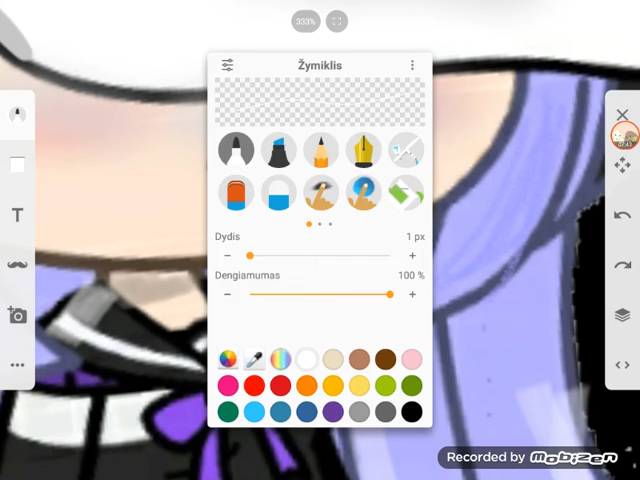 333%
Žymiklis
T
Dydis 1 px
Dengiamumas 100 %
Recorded by Mobizen